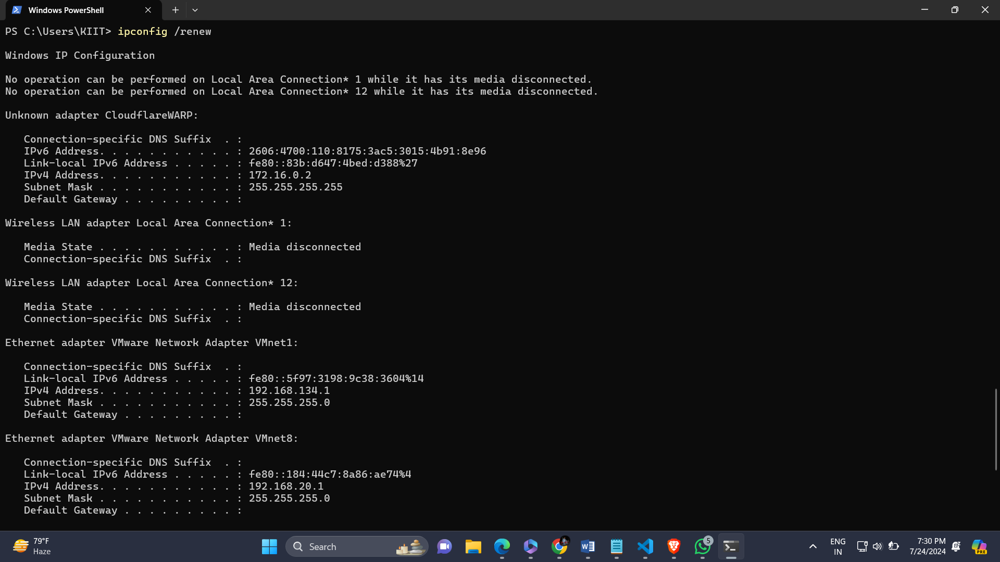 Windows PowerShell
PS C:\Users\KIIT> ipconfig /renew
Windows IP Configuration
No operation can be performed on Local Area Connection* 1 while it has its media disconnected.
No operation can be performed on Local Area Connection* 12 while it has its media disconnected.
Unknown adapter CloudflareWARP:
   Connection-specific DNS Suffix  . :
   IPv6 Address. . . . . . . . . . . : 2606:4700:110:8175:3ac5:3015:4b91:8e96
   Link-local IPv6 Address . . . . . : fe80::83b:d647:4bed:d388%27
   IPv4 Address. . . . . . . . . . . : 172.16.0.2
   Subnet Mask . . . . . . . . . . . : 255.255.255.255
   Default Gateway . . . . . . . . . :
Wireless LAN adapter Local Area Connection* 1:
   Media State . . . . . . . . . . . : Media disconnected
   Connection-specific DNS Suffix  . :
Wireless LAN adapter Local Area Connection* 12:
   Media State . . . . . . . . . . . : Media disconnected
   Connection-specific DNS Suffix  . :
Ethernet adapter VMware Network Adapter VMnet1:
   Connection-specific DNS Suffix  . :
   Link-local IPv6 Address . . . . . : fe80::5f97:3198:9c38:3604%14
   IPv4 Address. . . . . . . . . . . : 192.168.134.1
   Subnet Mask . . . . . . . . . . . : 255.255.255.0
   Default Gateway . . . . . . . . . :
Ethernet adapter VMware Network Adapter VMnet8:
   Connection-specific DNS Suffix  . :
   Link-local IPv6 Address . . . . . : fe80::184:44c7:8a86:ae74%4
   IPv4 Address. . . . . . . . . . . : 192.168.20.1
   Subnet Mask . . . . . . . . . . . : 255.255.255.0
   Default Gateway . . . . . . . . . :
79°F
Haze
Search
W
5
ENG
IN
7:30 PM
7/24/2024
PRE